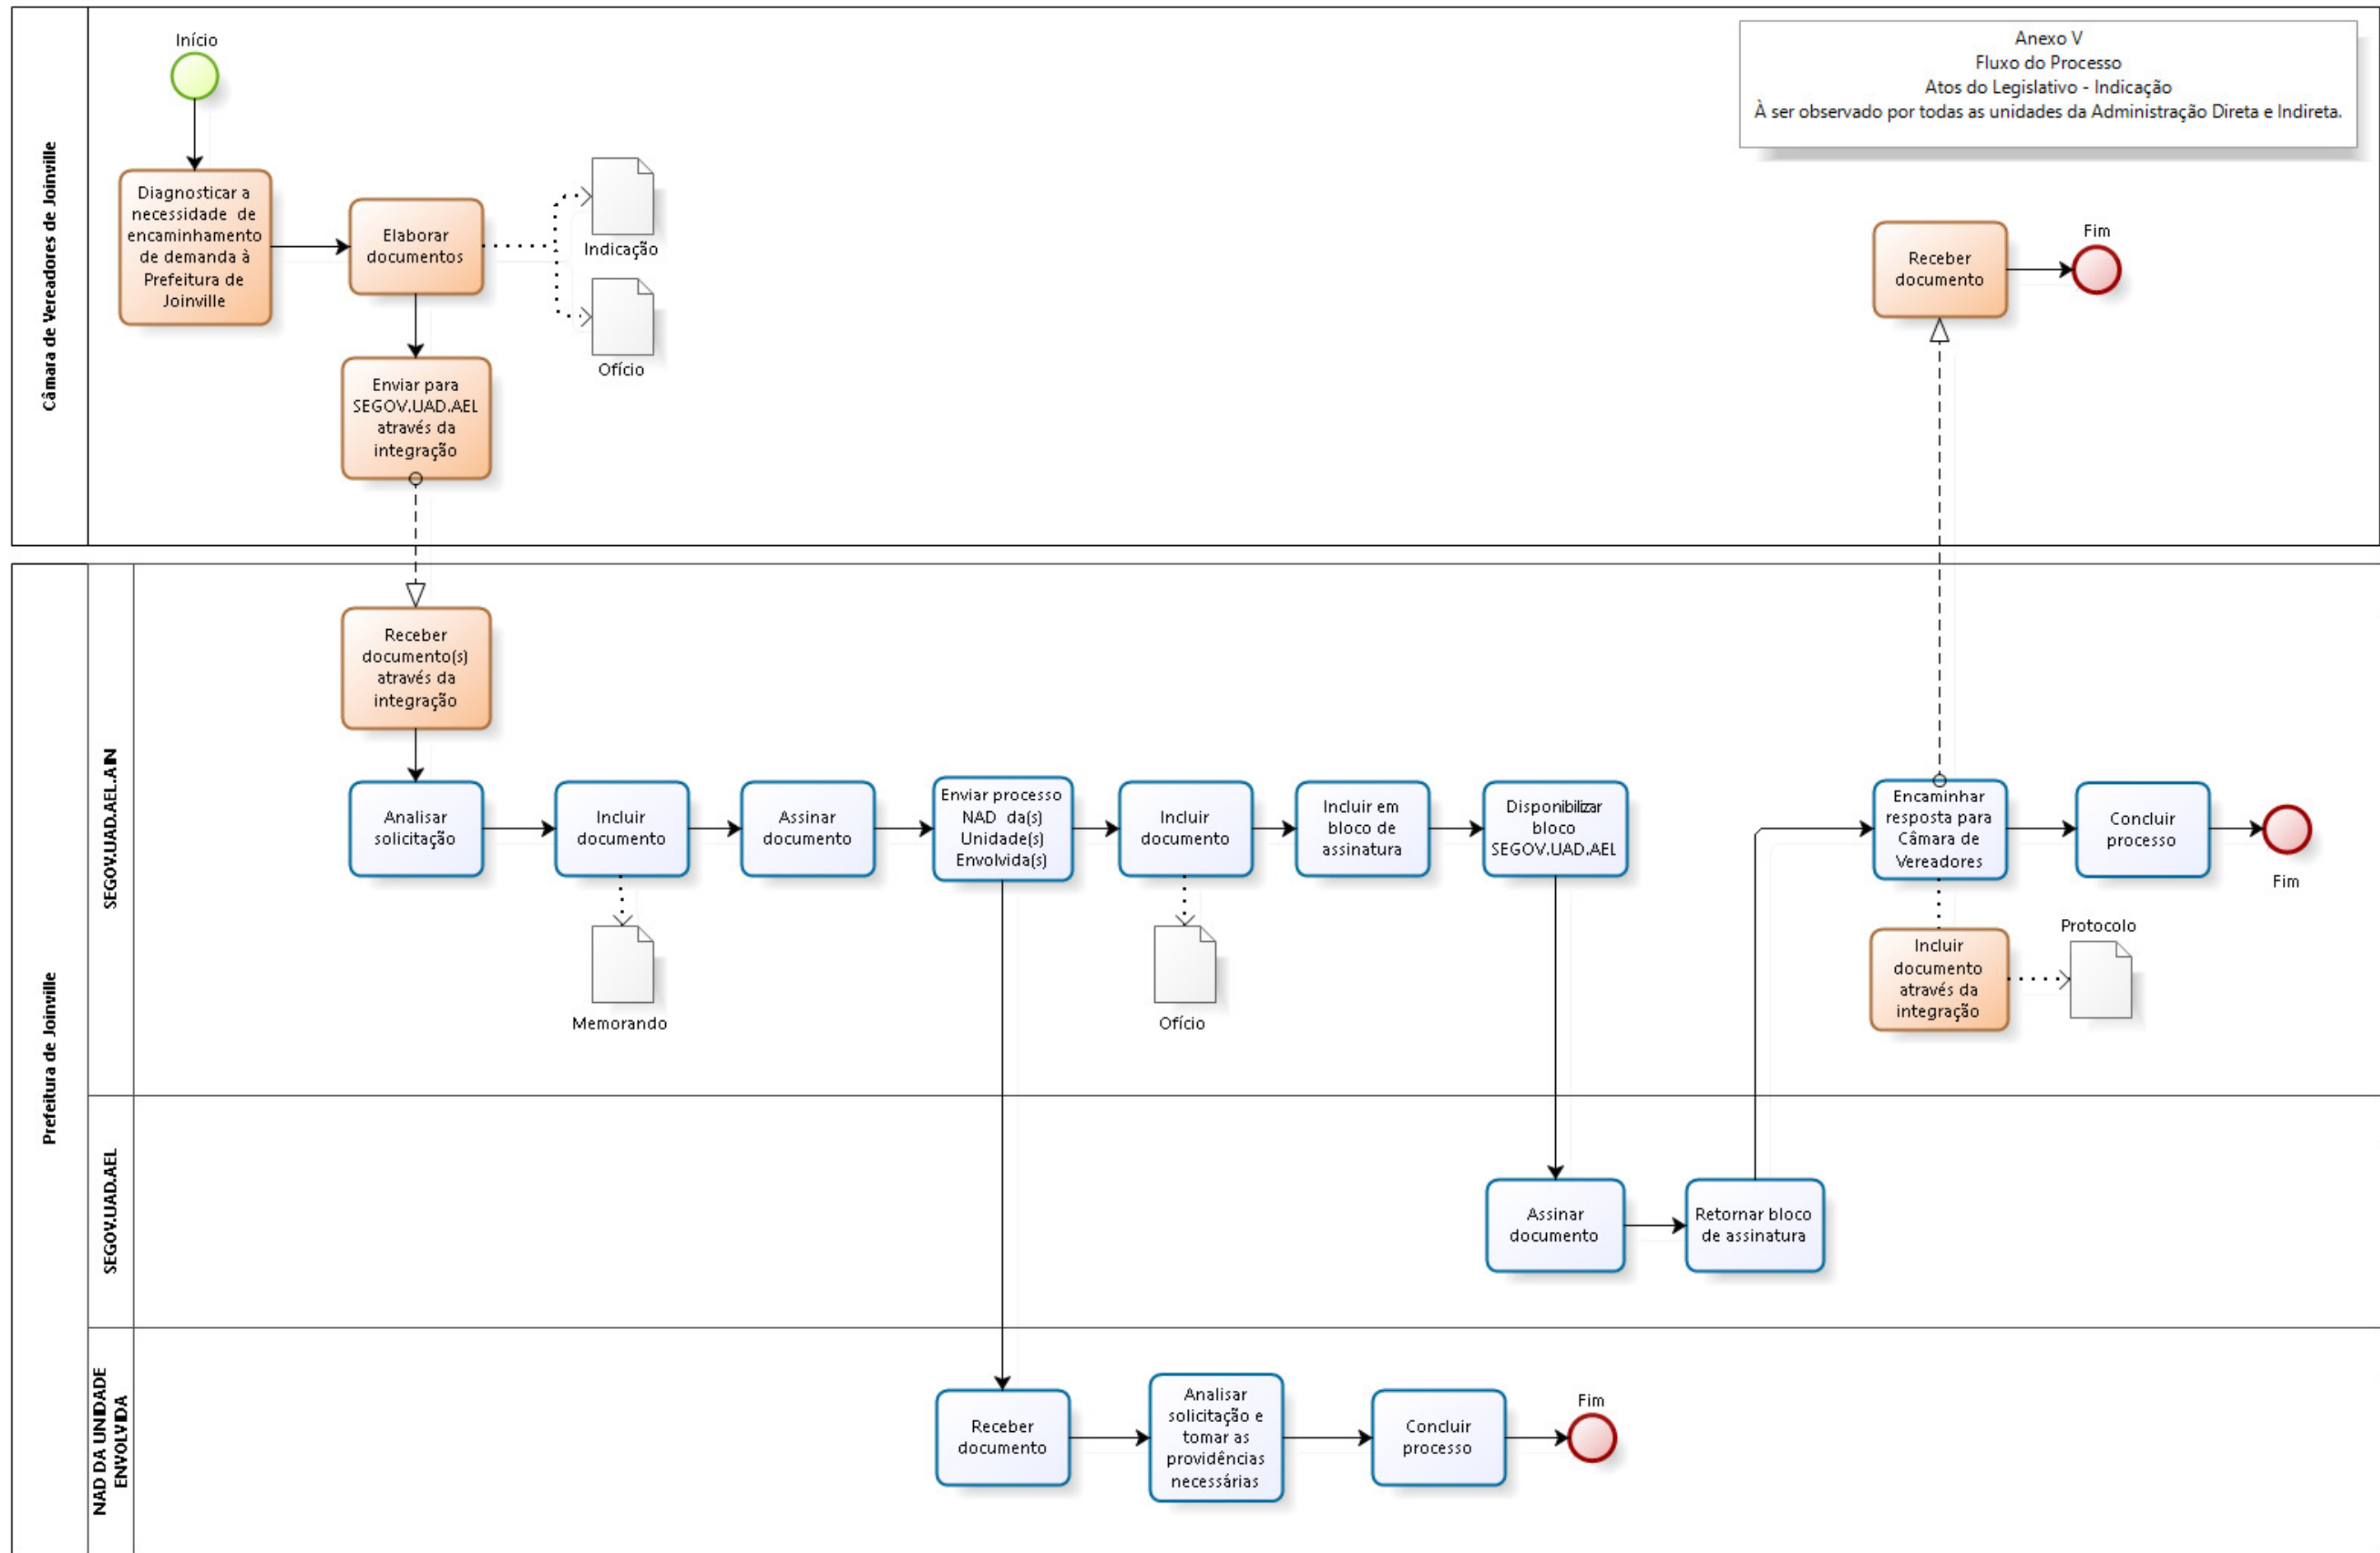 Câmara de Vereadores de Joinville
Início
Diagnosticar a
necessidade de
encaminhamento
de demanda à
Prefeitura de
Joinville
Elaborar
documentos
Indicação
Ofício
Enviar para
SEGOV.UAD.AEL
através da
integração
Anexo V
Fluxo do Processo
Atos do Legislativo - Indicação
À ser observado por todas as unidades da Administração Direta e Indireta.
Receber
documento
Fim
Prefeitura de Joinville
SEGOV.UAD.AEL.AIN
Receber
documento(s)
através da
integração
Analisar
solicitação
Incluir
documento
Memorando
Assinar
documento
Enviar processo
NAD da(s)
Unidade(s)
Envolvida(s)
Incluir
documento
Ofício
Incluir em
bloco de
assinatura
Disponibilizar
bloco
SEGOV.UAD.AEL
Encaminhar
resposta para
Câmara de
Vereadores
Concluir
processo
Fim
Incluir
documento
através da
integração
Protocolo
SEGOV.UAD.AEL
Assinar
documento
Retornar bloco
de assinatura
NAD DA UNIDADE
ENVOLVIDA
Receber
documento
Analisar
solicitação e
tomar as
providências
necessárias
Concluir
processo
Fim